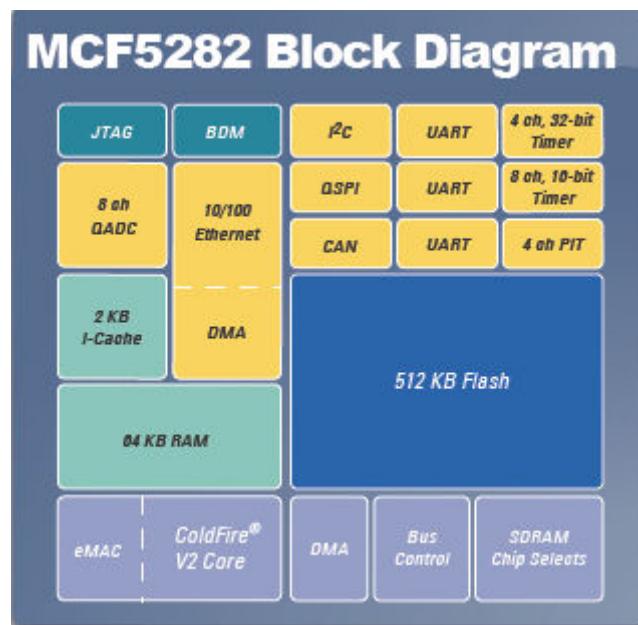 MCF5282 Block Diagram
JTAG
BDM
I²C
UART
4 ch, 32-bit
Timer
8 ch
QADC
10/100
Ethernet
QSPI
UART
8 ch, 10-bit
Timer
CAN
UART
4 ch PIT
2 KB
I-Cache
DMA
512 KB Flash
64 KB RAM
eMAC
ColdFire®
V2 Core
DMA
Bus
Control
SDRAM
Chip Selects